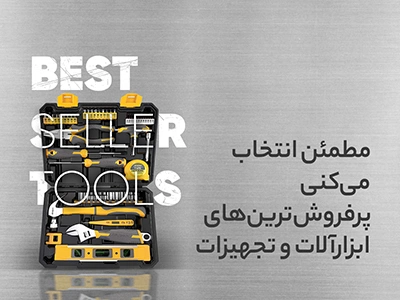 BEST
SELLER
TOOLS
مطمئن انتخاب
می‌کنی
پرفروش‌ترین‌های
ابزارآلات و تجهیزات